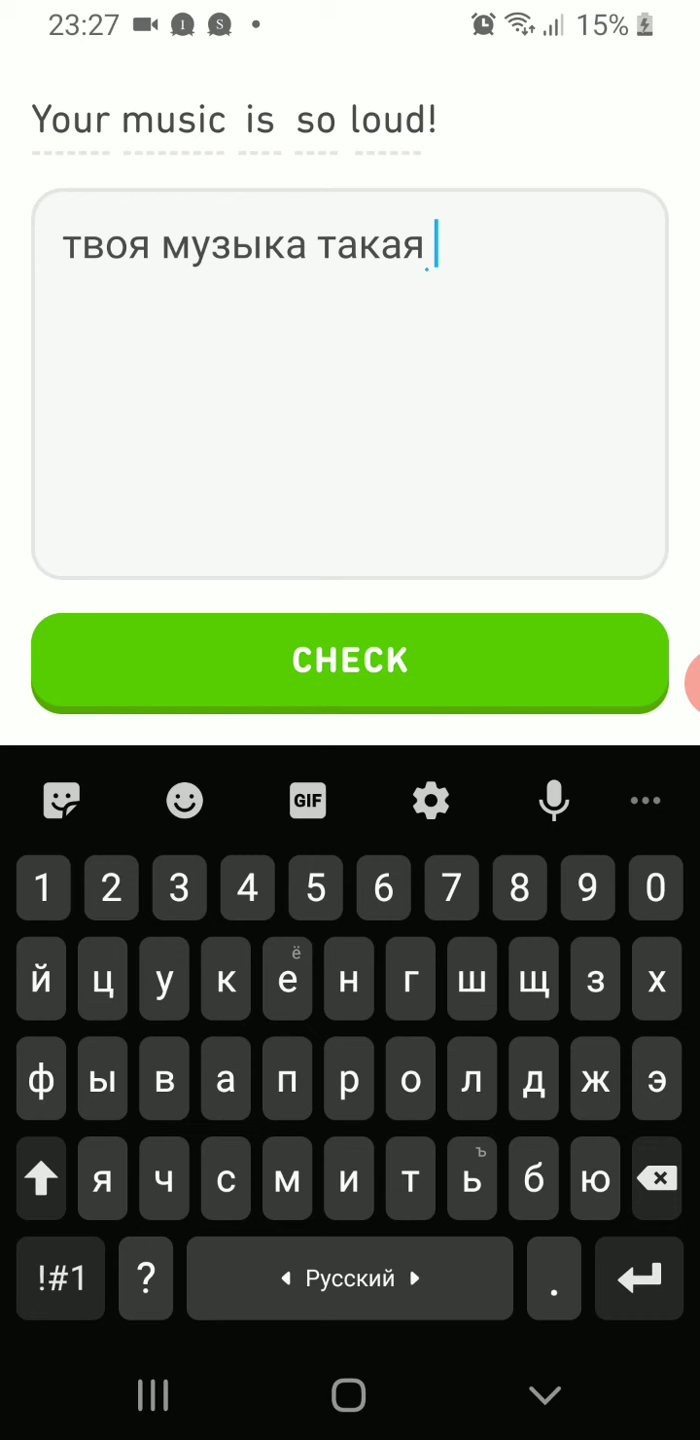 23:27 I S 15%
Your music is so loud!
твоя музыка такая
CHECK
GIF
1 2 3 4 5 6 7 8 9 0
ё
й ц у к е н г ш щ з х
ф ы в а п р о л д ж э
ъ
я ч с м и т ь б ю
!#1 ? Русский .